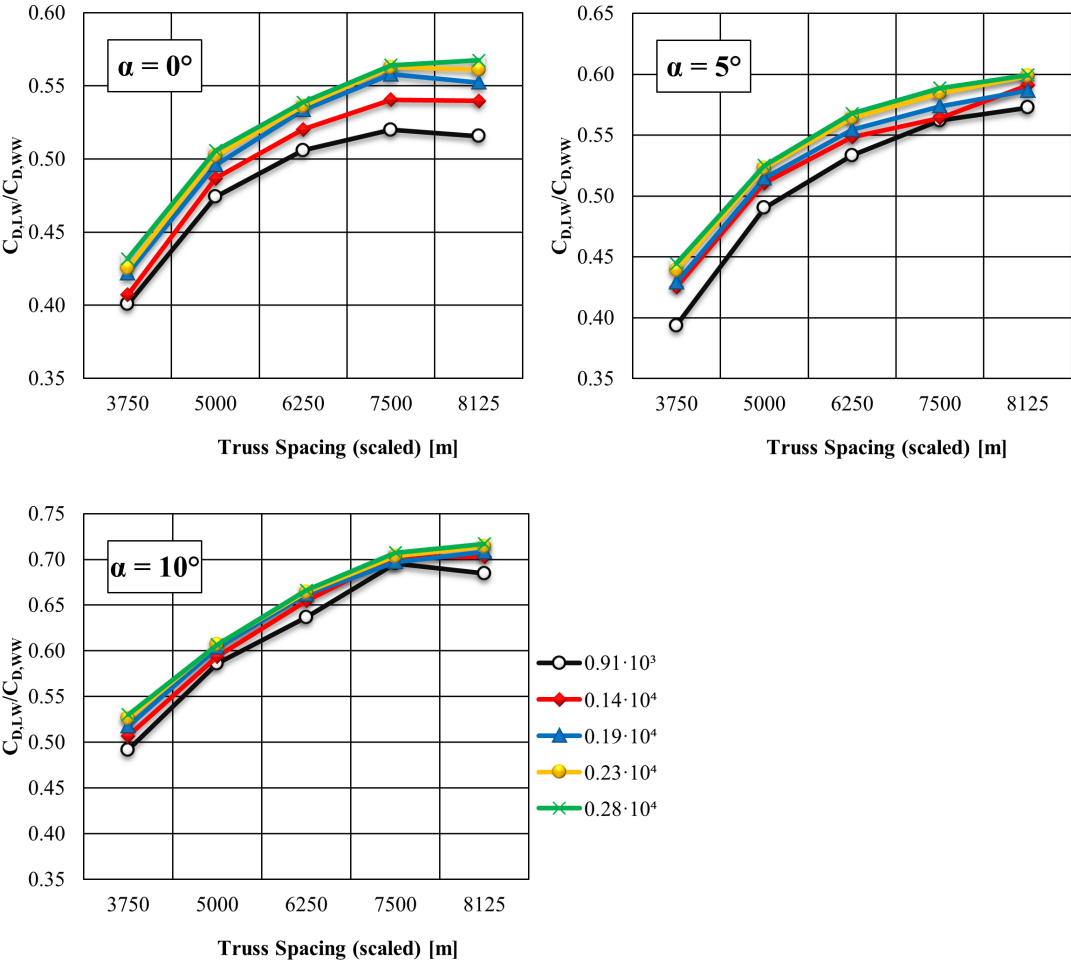 α = 0°
0.60
0.55
0.50
0.45
0.40
0.35
C_D,LW/C_D,WW
3750 5000 6250 7500 8125
Truss Spacing (scaled) [m]
α = 5°
0.65
0.60
0.55
0.50
0.45
0.40
0.35
C_D,LW/C_D,WW
3750 5000 6250 7500 8125
Truss Spacing (scaled) [m]
α = 10°
0.75
0.70
0.65
0.60
0.55
0.50
0.45
0.40
0.35
C_D,LW/C_D,WW
3750 5000 6250 7500 8125
Truss Spacing (scaled) [m]
0.91·10³
0.14·10⁴
0.19·10⁴
0.23·10⁴
0.28·10⁴